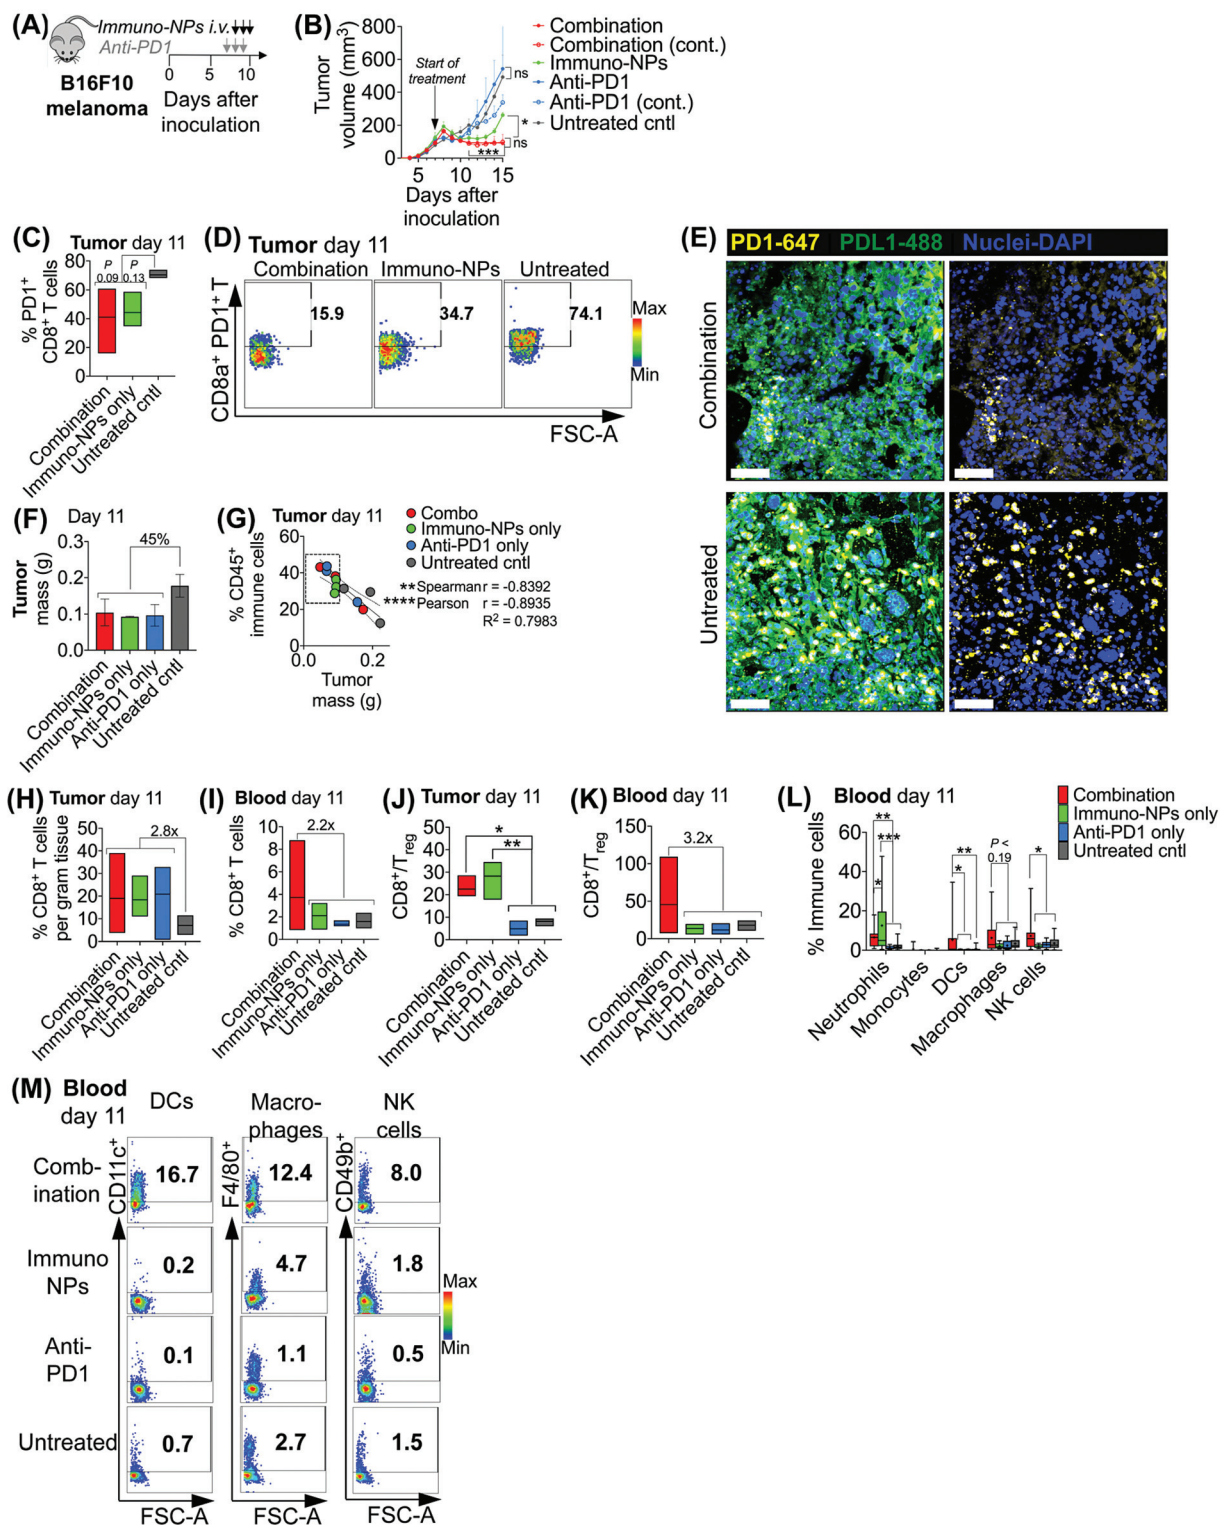 (A)
Immuno-NPs i.v.
Anti-PD1
B16F10
melanoma
0 5 10
Days after
inoculation
(B)
Tumor
volume (mm³)
800
600
400
200
0
Start of
treatment
5 10 15
Days after
inoculation
ns
*
ns
***
Combination
Combination (cont.)
Immuno-NPs
Anti-PD1
Anti-PD1 (cont.)
Untreated cntl
(C) Tumor day 11
% PD1⁺
CD8⁺ T cells
80
60
40
20
0
P
0.09
P
0.13
Combination
Immuno-NPs only
Untreated cntl
(D) Tumor day 11
Combination Immuno-NPs Untreated
15.9 34.7 74.1
CD8a⁺ PD1⁺ T
FSC-A
Max
Min
(E)
PD1-647 PDL1-488 Nuclei-DAPI
Combination
Untreated
(F) Day 11
Tumor
mass (g)
0.3
0.2
0.1
0.0
45%
Combination
Immuno-NPs only
Anti-PD1 only
Untreated cntl
(G) Tumor day 11
% CD45⁺
immune cells
60
40
20
0
0.0 0.2
Tumor
mass (g)
Combo
Immuno-NPs only
Anti-PD1 only
Untreated cntl
**Spearman r = -0.8392
****Pearson r = -0.8935
R² = 0.7983
(H) Tumor day 11
% CD8⁺ T cells
per gram tissue
50
40
30
20
10
0
2.8x
Combination
Immuno-NPs only
Anti-PD1 only
Untreated cntl
(I) Blood day 11
% CD8⁺ T cells
10
8
6
4
2
0
2.2x
Combination
Immuno-NPs only
Anti-PD1 only
Untreated cntl
(J) Tumor day 11
CD8⁺/Treg
50
40
30
20
10
0
*
**
Combination
Immuno-NPs only
Anti-PD1 only
Untreated cntl
(K) Blood day 11
CD8⁺/Treg
150
100
50
0
3.2x
Combination
Immuno-NPs only
Anti-PD1 only
Untreated cntl
(L) Blood day 11
% Immune cells
60
40
20
0
**
***
*
**
*
P <
0.19
*
Neutrophils
Monocytes
DCs
Macrophages
NK cells
Combination
Immuno-NPs only
Anti-PD1 only
Untreated cntl
(M) Blood
day 11
DCs
Macro-
phages
NK
cells
CD11c⁺
F4/80⁺
CD49b⁺
Comb-
ination
16.7 12.4 8.0
Immuno
NPs
0.2 4.7 1.8
Anti-
PD1
0.1 1.1 0.5
Untreated
0.7 2.7 1.5
Max
Min
FSC-A FSC-A FSC-A